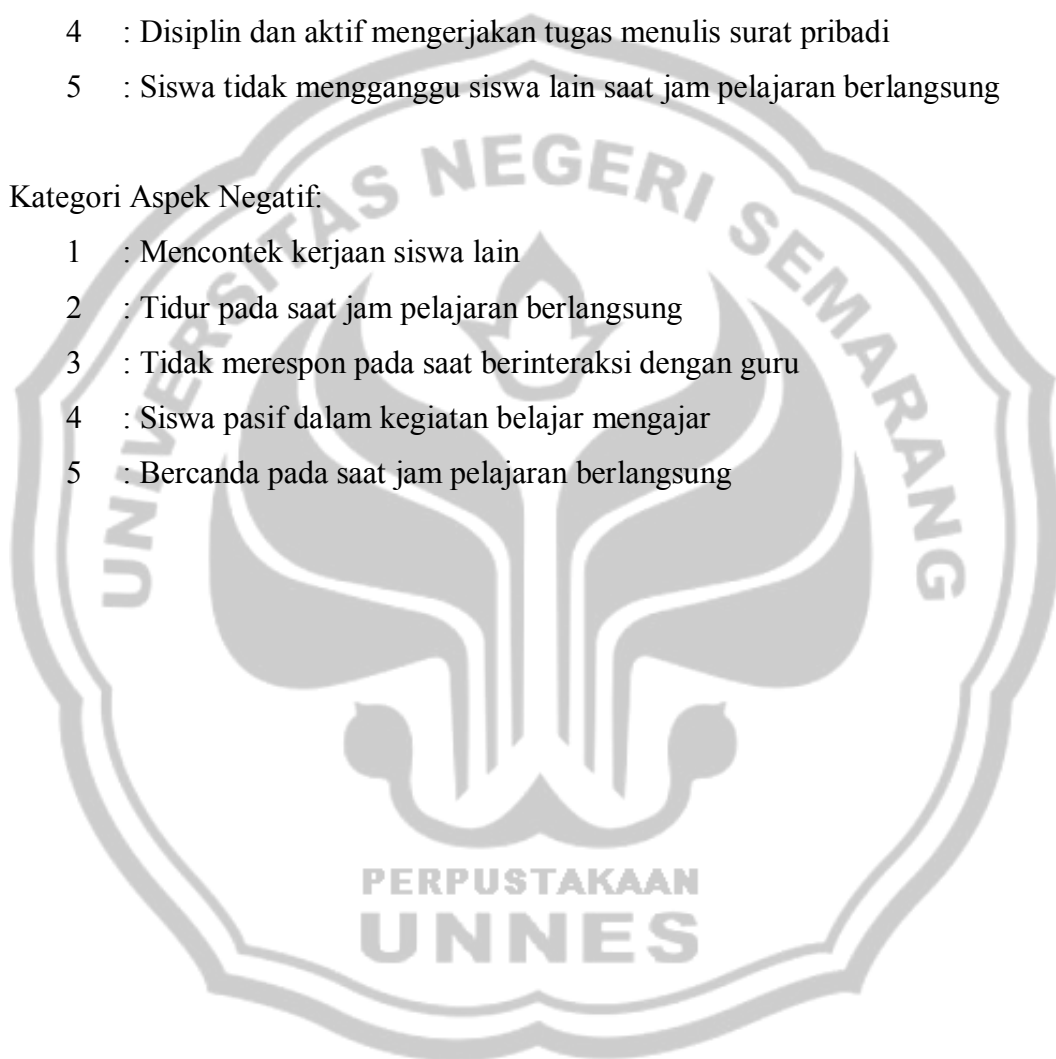 4 : Disiplin dan aktif mengerjakan tugas menulis surat pribadi
5 : Siswa tidak mengganggu siswa lain saat jam pelajaran berlangsung
Kategori Aspek Negatif:
1 : Mencontek kerjaan siswa lain
2 : Tidur pada saat jam pelajaran berlangsung
3 : Tidak merespon pada saat berinteraksi dengan guru
4 : Siswa pasif dalam kegiatan belajar mengajar
5 : Bercanda pada saat jam pelajaran berlangsung
UNIVERSITAS NEGERI SEMARANG
PERPUSTAKAAN
UNNES